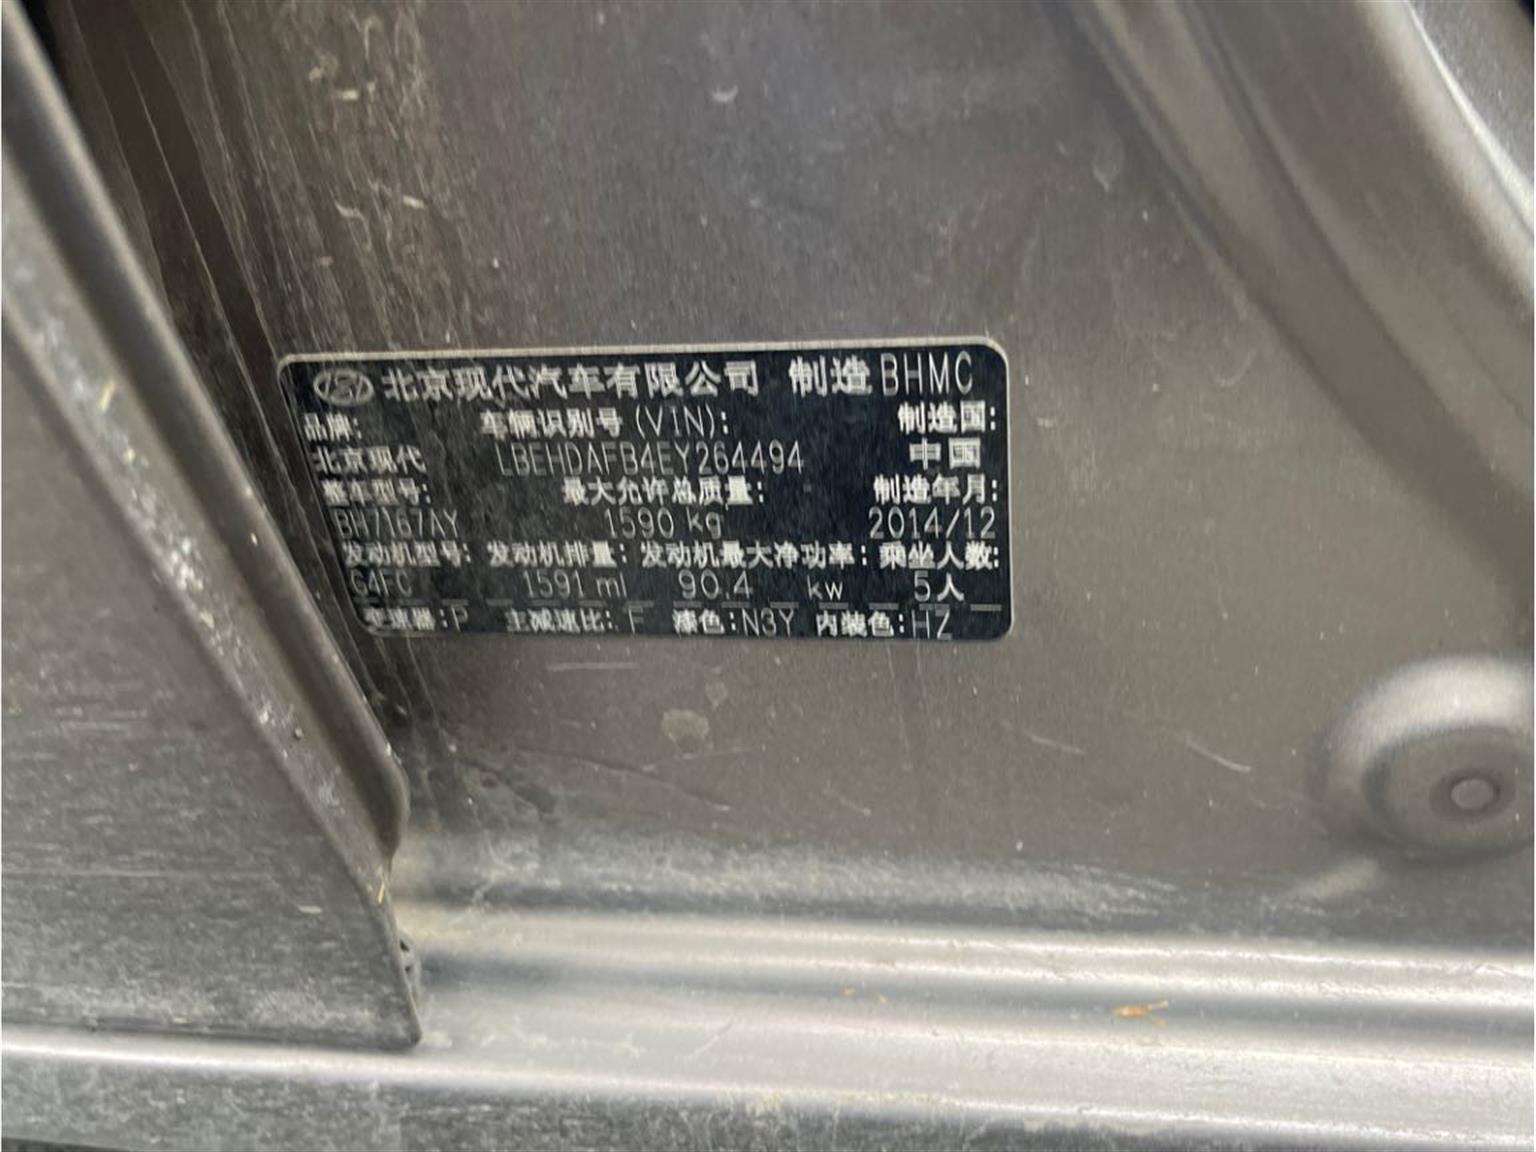 北京现代汽车有限公司 制造 BHMC
品牌: 车辆识别号 (VIN): 制造国:
北京现代 LBEHDAFB4EY264494 中国
整车型号: 最大允许总质量: 制造年月:
BH7167AY 1590 kg 2014/12
发动机型号: 发动机排量: 发动机最大净功率: 乘坐人数:
G4FC 1591 ml 90.4 kw 5人
变速器:P 主减速比: F 漆色:N3Y 内装色:HZ